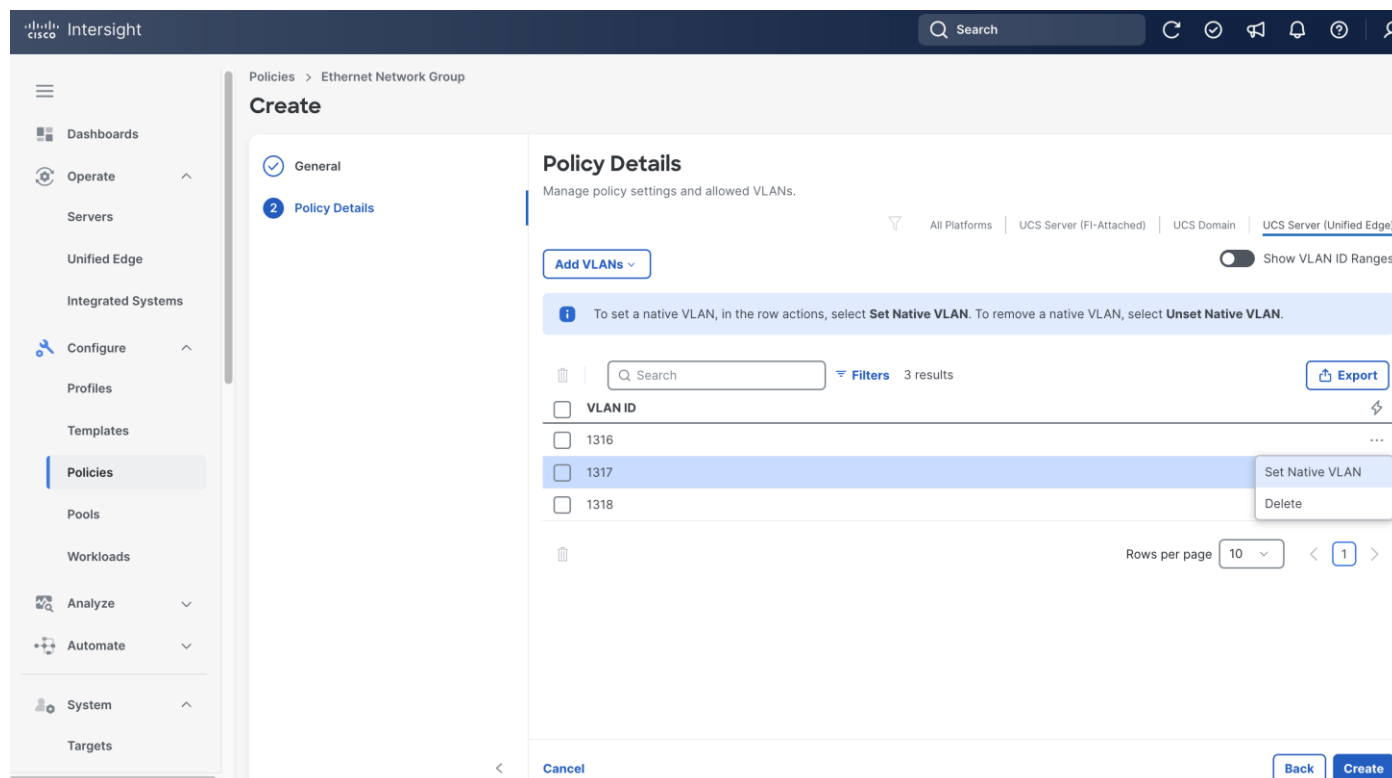 cisco Intersight
Search
Policies > Ethernet Network Group
Create
Dashboards
Operate
Servers
Unified Edge
Integrated Systems
Configure
Profiles
Templates
Policies
Pools
Workloads
Analyze
Automate
System
Targets
General
2 Policy Details
Policy Details
Manage policy settings and allowed VLANs.
All Platforms
UCS Server (FI-Attached)
UCS Domain
UCS Server (Unified Edge)
Add VLANs
Show VLAN ID Ranges
To set a native VLAN, in the row actions, select Set Native VLAN. To remove a native VLAN, select Unset Native VLAN.
Search
Filters
3 results
Export
VLAN ID
1316
...
1317
Set Native VLAN
1318
Delete
Rows per page 10
1
Cancel
Back
Create